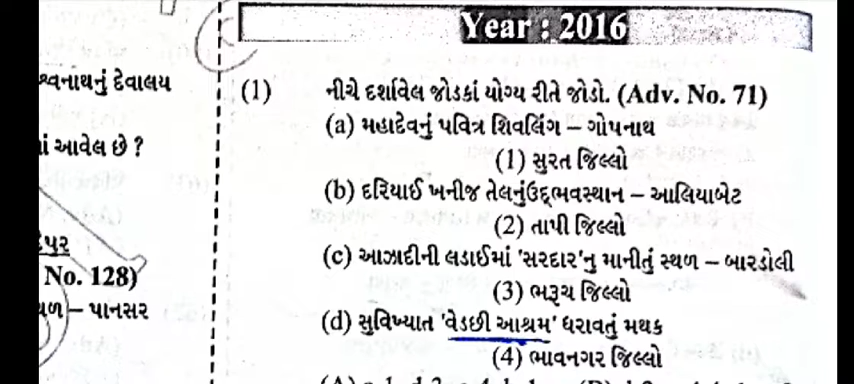 Year : 2016
શ્વનાથનું દેવાલય
માં આવેલ છે ?
No. 128)
થળ – પાનસર
(1) નીચે દર્શાવેલ જોડકાં યોગ્ય રીતે જોડો. (Adv. No. 71)
(a) મહાદેવનું પવિત્ર શિવલિંગ – ગોપનાથ
(1) સુરત જિલ્લો
(b) દરિયાઈ ખનીજ તેલનુંઉદ્ભવસ્થાન – આલિયાબેટ
(2) તાપી જિલ્લો
(c) આઝાદીની લડાઈમાં 'સરદાર'નુ માનીતું સ્થળ – બારડોલી
(3) ભરૂચ જિલ્લો
(d) સુવિખ્યાત 'વેડછી આશ્રમ' ધરાવતું મથક
(4) ભાવનગર જિલ્લો